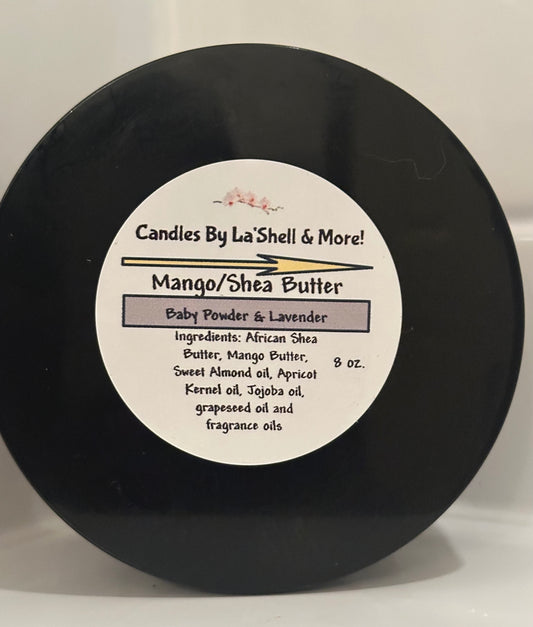 Candles By La'Shell & More!
Mango/Shea Butter
Baby Powder & Lavender
Ingredients: African Shea
Butter, Mango Butter,
Sweet Almond oil, Apricot
Kernel oil, Jojoba oil,
grapeseed oil and
fragrance oils
8 oz.